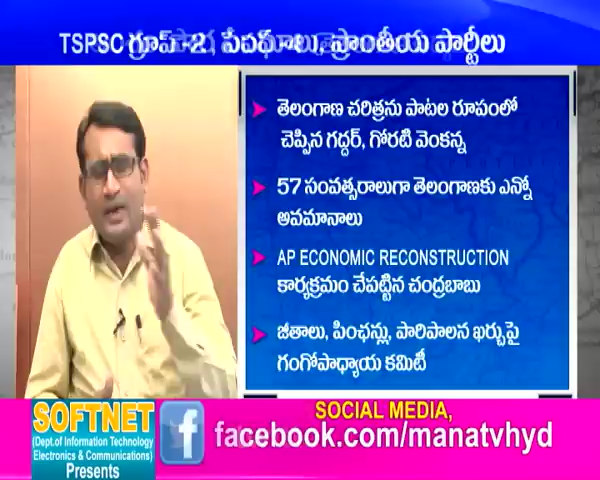 TSPSC గ్రూప్ -2 ప్రాంతీయ పార్టీలు
తెలంగాణ చరిత్రను పాటల రూపంలో
చెప్పిన గద్దర్, గోరటి వెంకన్న
57 సంవత్సరాలుగా తెలంగాణకు ఎన్నో
అవమానాలు
AP ECONOMIC RECONSTRUCTION
కార్యక్రమం చేపట్టిన చంద్రబాబు
జీతాలు, పింఛన్లు, పారిపాలన ఖర్చుపై
గంగోపాధ్యాయ కమిటీ
SOFTNET
(Dept.of Information Technology
Electronics & Communications)
Presents
SOCIAL MEDIA,
facebook.com/manatvhyd